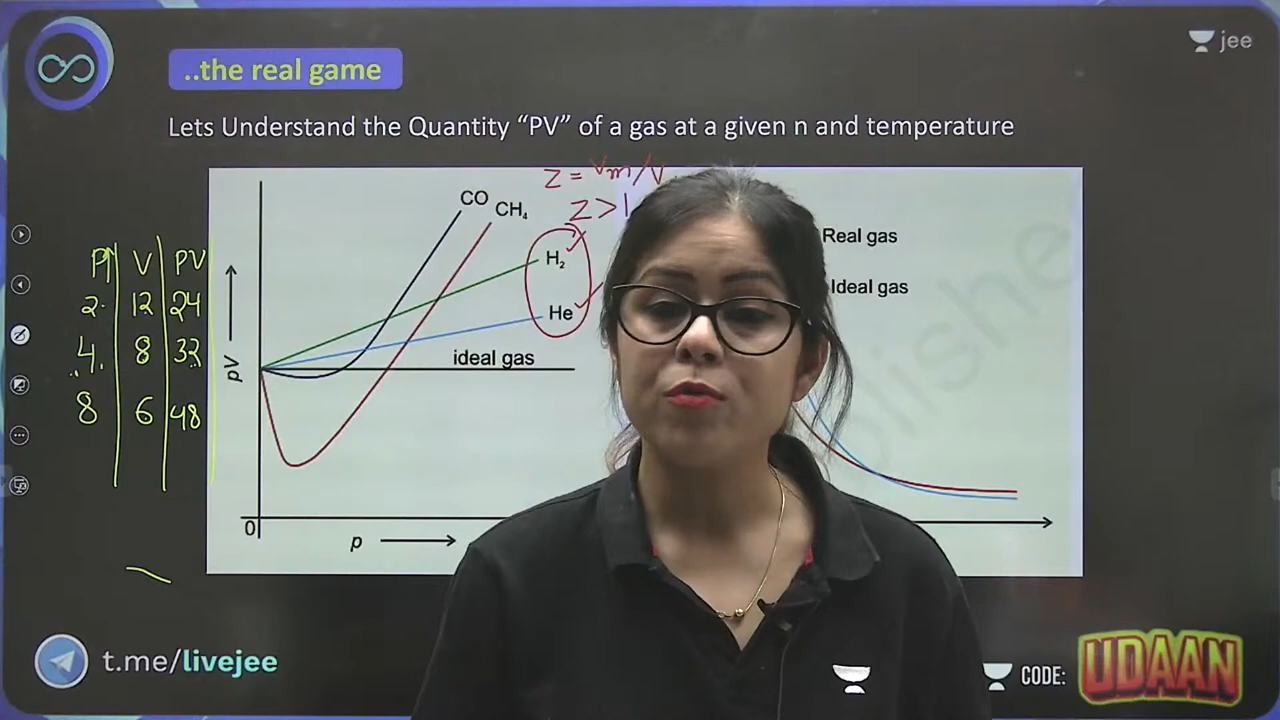 ..the real game
jee
Lets Understand the Quantity “PV” of a gas at a given n and temperature
Z = Vm/V
Z > 1
CO
CH₄
H₂
He
ideal gas
pV
0
p
Real gas
Ideal gas
P V PV
2 12 24
4 8 32
8 6 48
t.me/livejee
CODE:
UDAAN